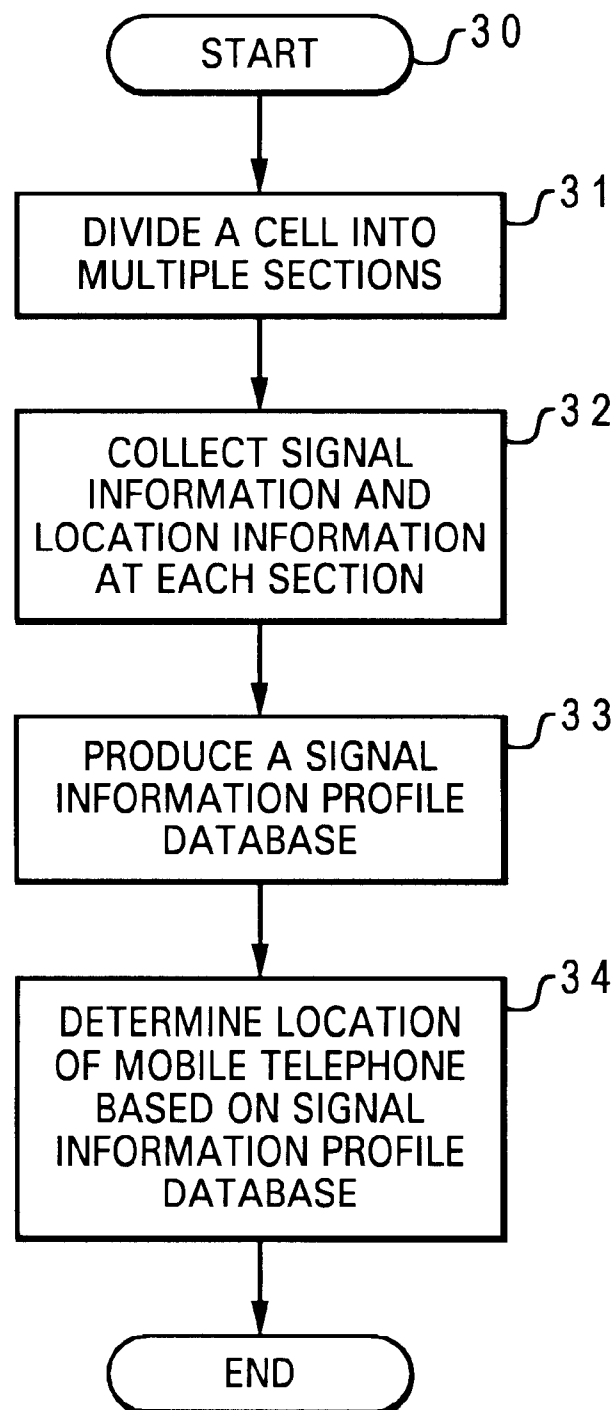 START
30
31
DIVIDE A CELL INTO
MULTIPLE SECTIONS
32
COLLECT SIGNAL
INFORMATION AND
LOCATION INFORMATION
AT EACH SECTION
33
PRODUCE A SIGNAL
INFORMATION PROFILE
DATABASE
34
DETERMINE LOCATION
OF MOBILE TELEPHONE
BASED ON SIGNAL
INFORMATION PROFILE
DATABASE
END